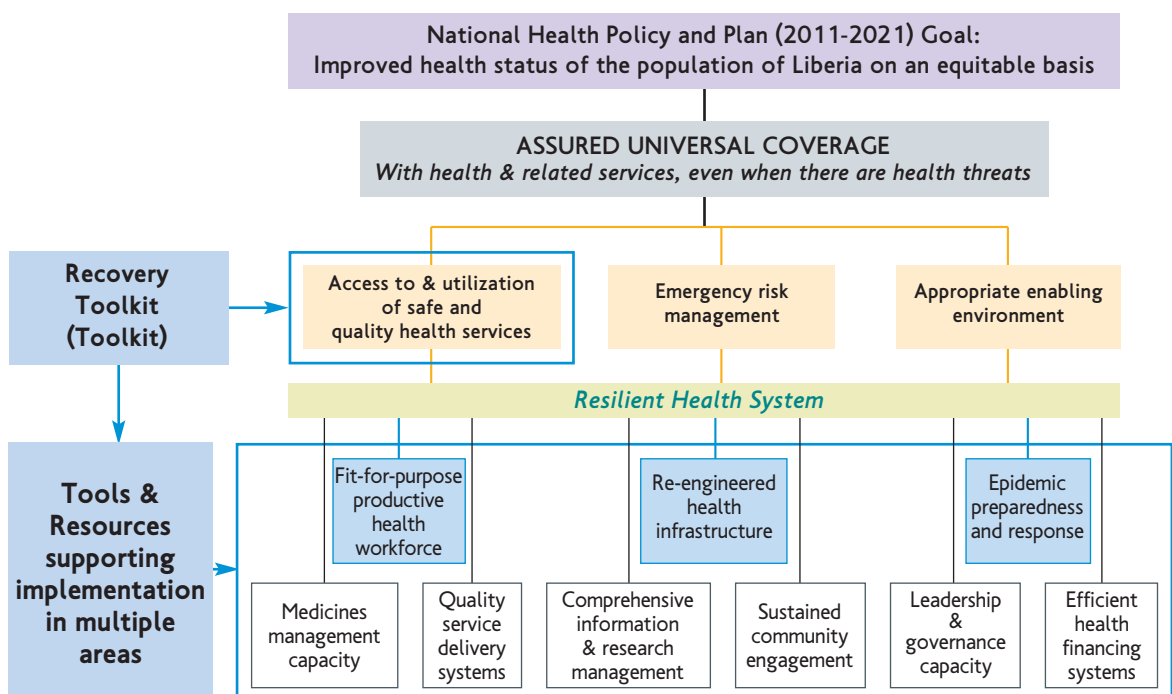 National Health Policy and Plan (2011-2021) Goal:
Improved health status of the population of Liberia on an equitable basis
ASSURED UNIVERSAL COVERAGE
With health & related services, even when there are health threats
Recovery
Toolkit
(Toolkit)
Access to & utilization
of safe and
quality health services
Emergency risk
management
Appropriate enabling
environment
Resilient Health System
Tools &
Resources
supporting
implementation
in multiple
areas
Fit-for-purpose
productive
health
workforce
Re-engineered
health
infrastructure
Epidemic
preparedness
and response
Medicines
management
capacity
Quality
service
delivery
systems
Comprehensive
information
& research
management
Sustained
community
engagement
Leadership
&
governance
capacity
Efficient
health
financing
systems